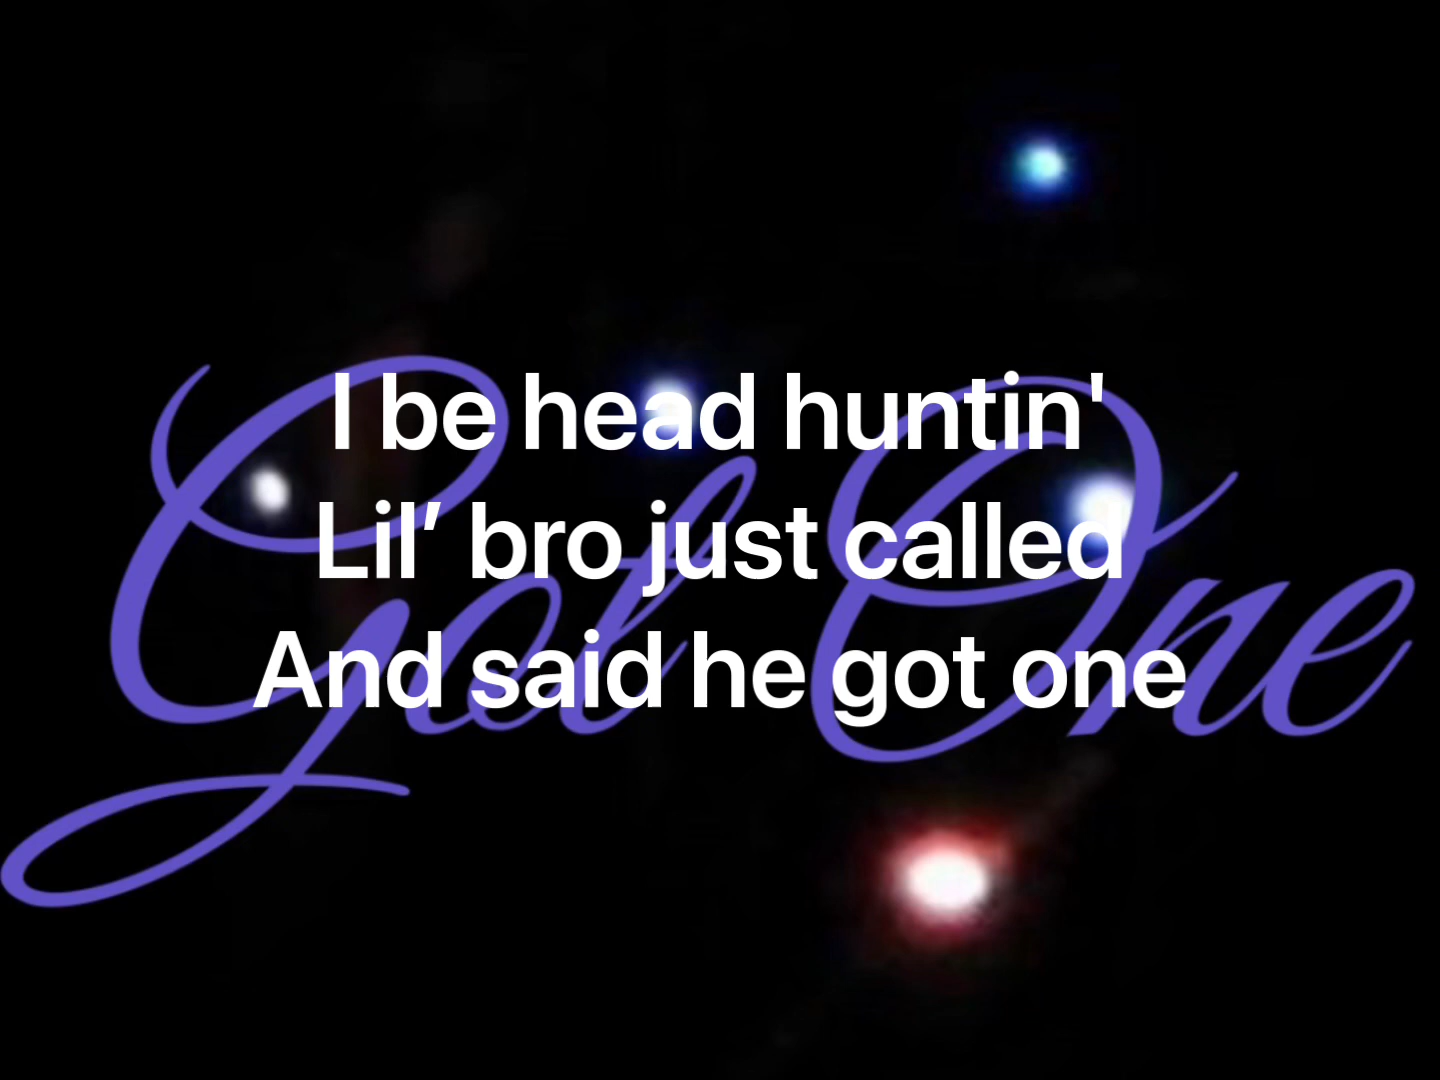 I be head huntin'
Lil’ bro just called
And said he got one
Got One